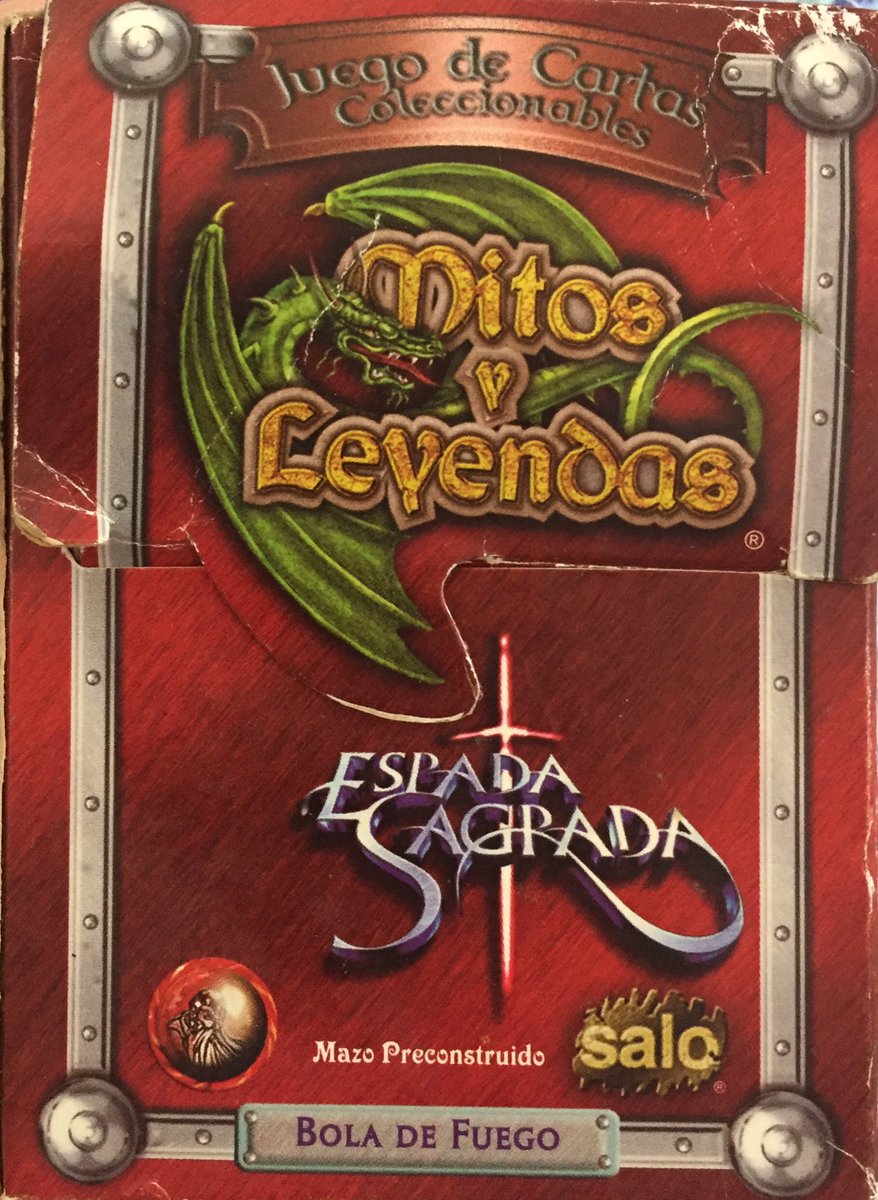 Juego de Cartas
Coleccionables
Mitos
y
Leyendas
®
ESPADA
SAGRADA
Mazo Preconstruido
salo
®
BOLA DE FUEGO